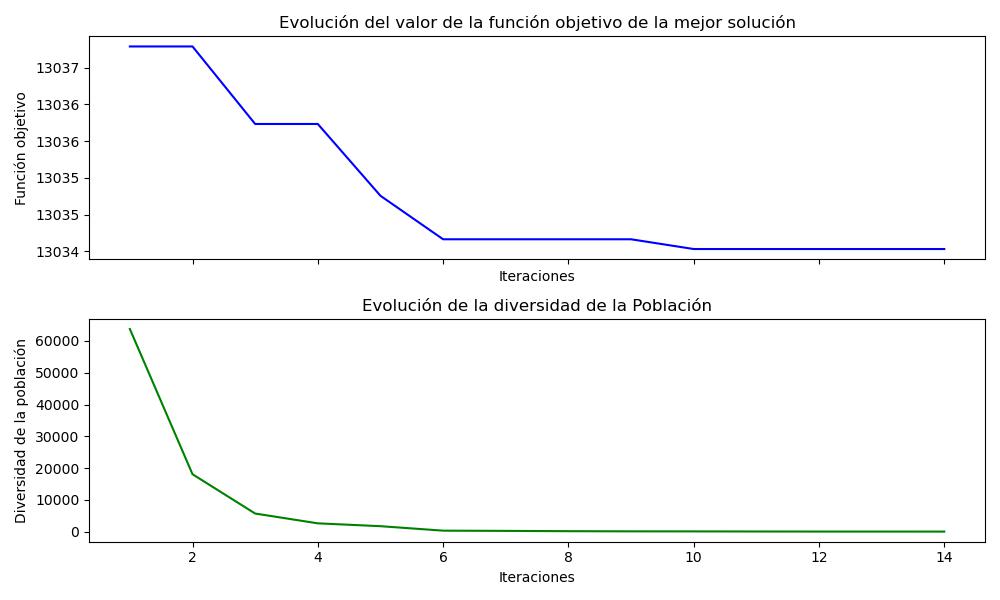 Evolución del valor de la función objetivo de la mejor solución
Función objetivo
13037
13036
13036
13035
13035
13034
Iteraciones
Evolución de la diversidad de la Población
Diversidad de la población
60000
50000
40000
30000
20000
10000
0
2 4 6 8 10 12 14
Iteraciones